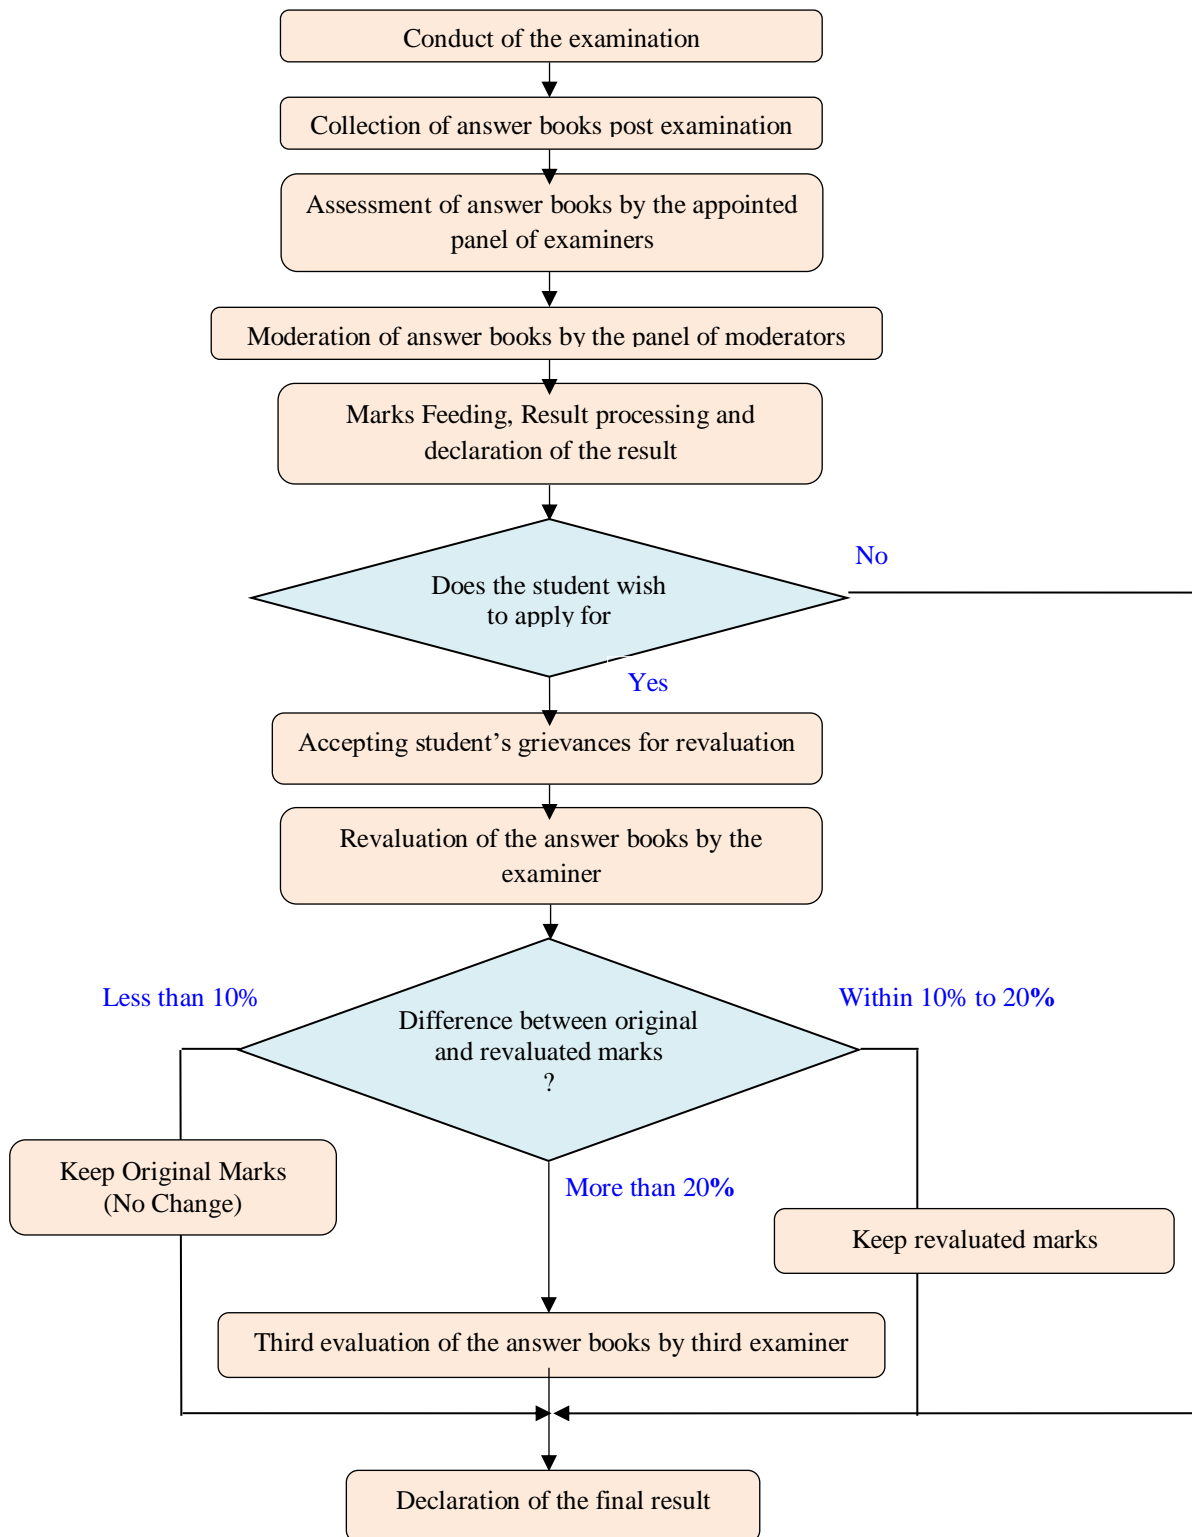 Conduct of the examination
Collection of answer books post examination
Assessment of answer books by the appointed
panel of examiners
Moderation of answer books by the panel of moderators
Marks Feeding, Result processing and
declaration of the result
No
Does the student wish
to apply for
Yes
Accepting student’s grievances for revaluation
Revaluation of the answer books by the
examiner
Less than 10%
Within 10% to 20%
Difference between original
and revaluated marks
?
Keep Original Marks
(No Change)
More than 20%
Keep revaluated marks
Third evaluation of the answer books by third examiner
Declaration of the final result